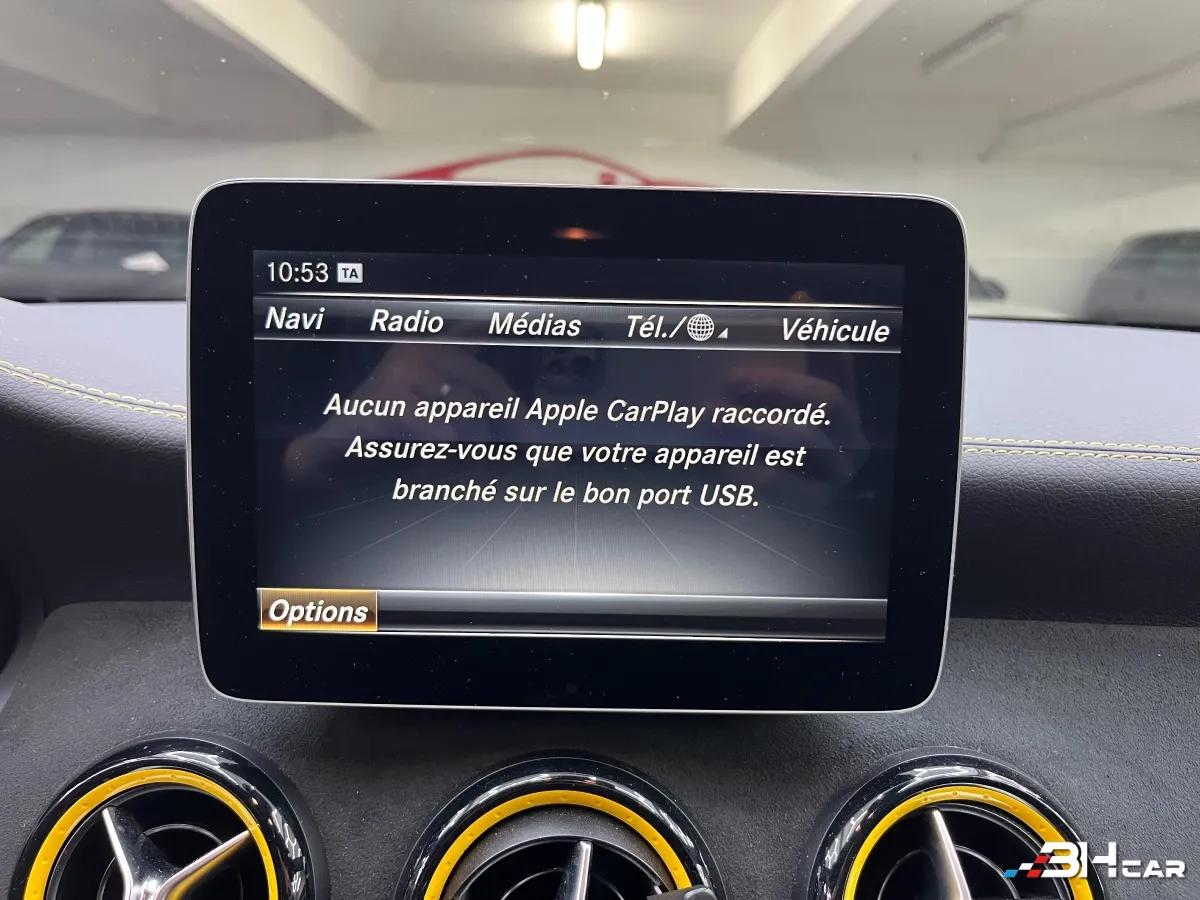 10:53 TA
Navi Radio Médias Tél./ Véhicule
Aucun appareil Apple CarPlay raccordé.
Assurez-vous que votre appareil est
branché sur le bon port USB.
Options
3HCAR